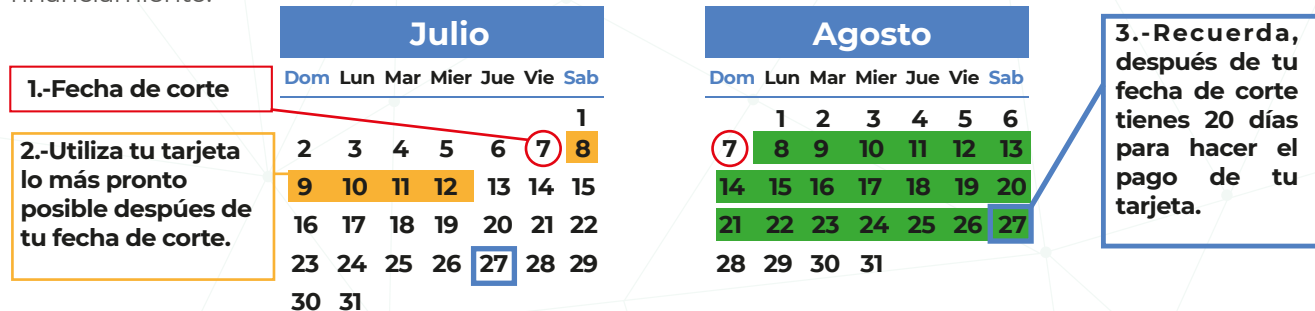 financiamiento.
Julio
Dom Lun Mar Mier Jue Vie Sab
1
2 3 4 5 6 7 8
9 10 11 12 13 14 15
16 17 18 19 20 21 22
23 24 25 26 27 28 29
30 31
1.-Fecha de corte
2.-Utiliza tu tarjeta
lo más pronto
posible despúes de
tu fecha de corte.
Agosto
Dom Lun Mar Mier Jue Vie Sab
1 2 3 4 5 6
7 8 9 10 11 12 13
14 15 16 17 18 19 20
21 22 23 24 25 26 27
28 29 30 31
3.-Recuerda,
después de tu
fecha de corte
tienes 20 días
para hacer el
pago de tu
tarjeta.